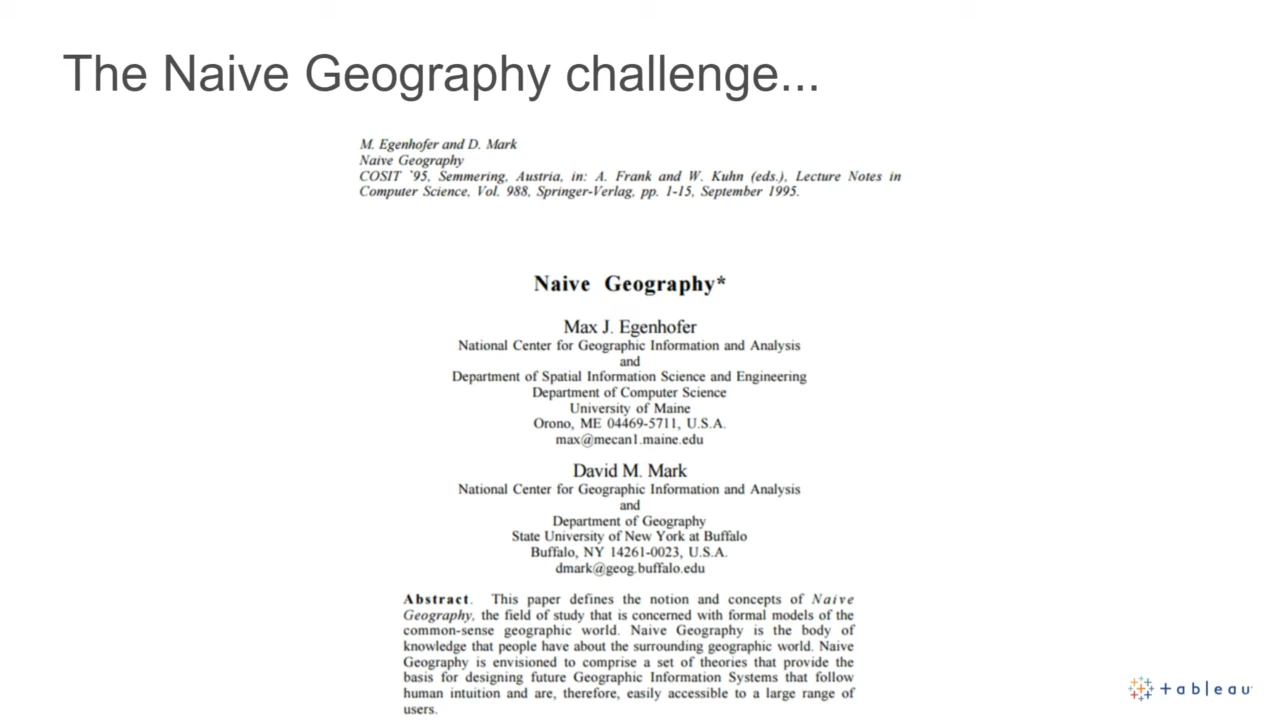 The Naive Geography challenge...
M. Egenhofer and D. Mark
Naive Geography
COSIT `95, Semmering, Austria, in: A. Frank and W. Kuhn (eds.), Lecture Notes in
Computer Science, Vol. 988, Springer-Verlag, pp. 1-15, September 1995.
Naive Geography*
Max J. Egenhofer
National Center for Geographic Information and Analysis
and
Department of Spatial Information Science and Engineering
Department of Computer Science
University of Maine
Orono, ME 04469-5711, U.S.A.
max@mecan1.maine.edu
David M. Mark
National Center for Geographic Information and Analysis
and
Department of Geography
State University of New York at Buffalo
Buffalo, NY 14261-0023, U.S.A.
dmark@geog.buffalo.edu
Abstract. This paper defines the notion and concepts of Naive
Geography, the field of study that is concerned with formal models of the
common-sense geographic world. Naive Geography is the body of
knowledge that people have about the surrounding geographic world. Naive
Geography is envisioned to comprise a set of theories that provide the
basis for designing future Geographic Information Systems that follow
human intuition and are, therefore, easily accessible to a large range of
users.
+ableau